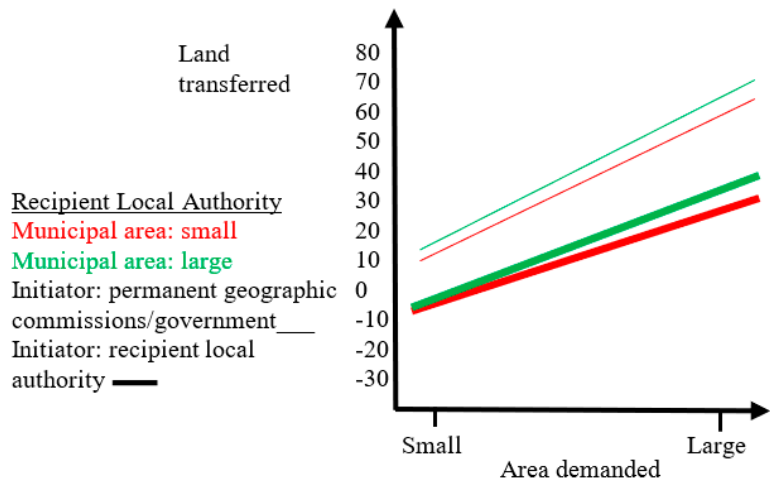 Land
transferred
80
70
60
50
40
30
20
10
0
-10
-20
-30
Recipient Local Authority
Municipal area: small
Municipal area: large
Initiator: permanent geographic
commissions/government___
Initiator: recipient local
authority
Small
Large
Area demanded